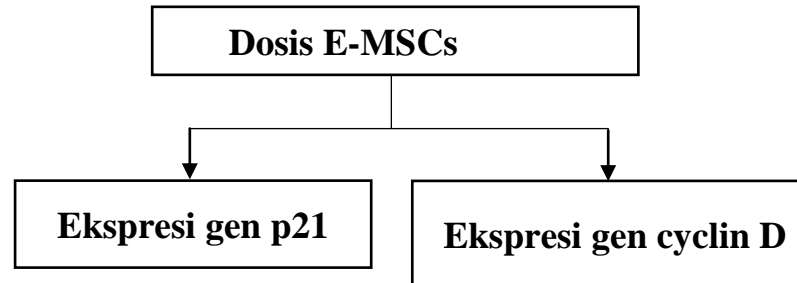 Dosis E-MSCs
Ekspresi gen p21
Ekspresi gen cyclin D